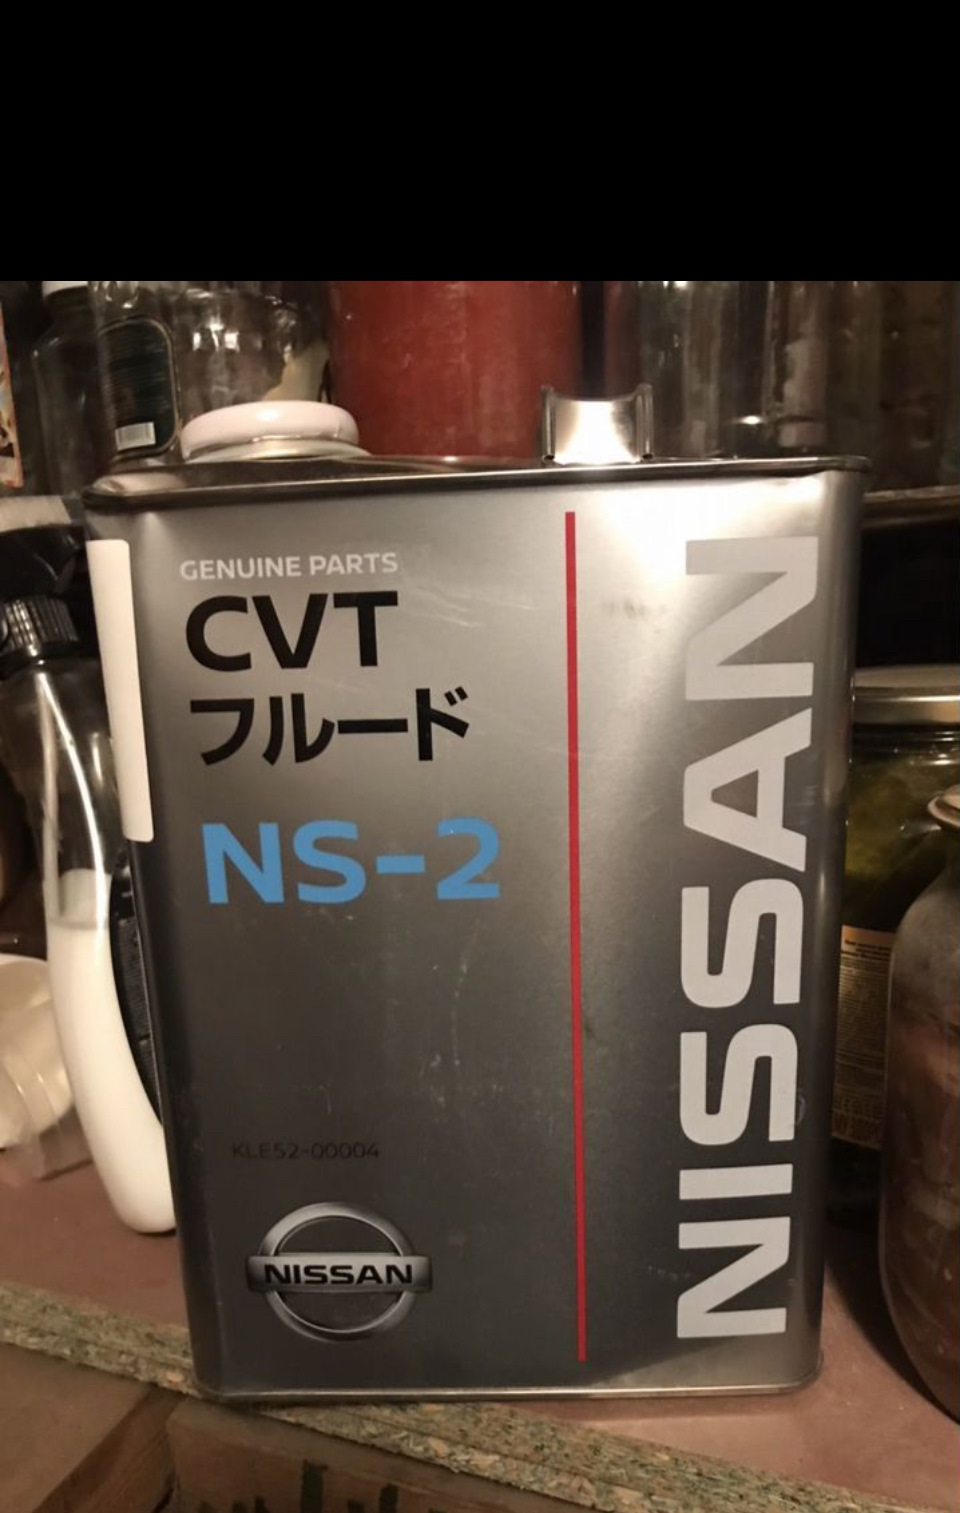 GENUINE PARTS
CVT
フルード
NS-2
KLE52-00004
NISSAN
NISSAN